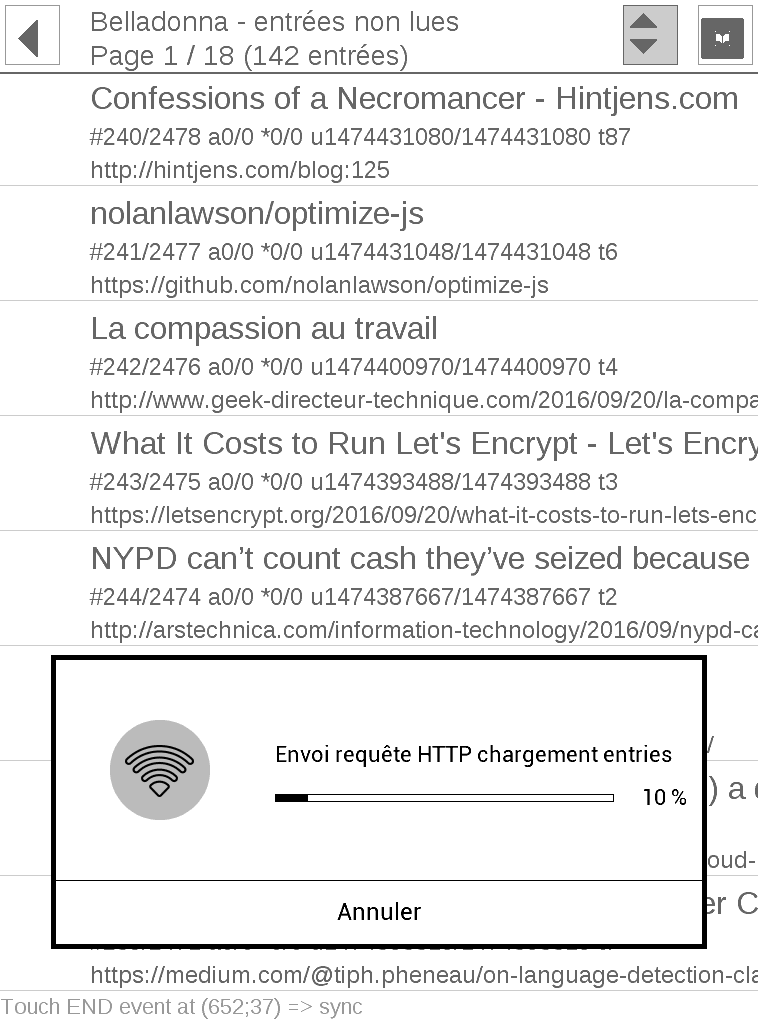 Belladonna - entrées non lues
Page 1 / 18 (142 entrées)
Confessions of a Necromancer - Hintjens.com
#240/2478 a0/0 *0/0 u1474431080/1474431080 t87
http://hintjens.com/blog:125
nolanlawson/optimize-js
#241/2477 a0/0 *0/0 u1474431048/1474431048 t6
https://github.com/nolanlawson/optimize-js
La compassion au travail
#242/2476 a0/0 *0/0 u1474400970/1474400970 t4
http://www.geek-directeur-technique.com/2016/09/20/la-compa
What It Costs to Run Let's Encrypt - Let's Encry
#243/2475 a0/0 *0/0 u1474393488/1474393488 t3
https://letsencrypt.org/2016/09/20/what-it-costs-to-run-lets-enc
NYPD can’t count cash they’ve seized because
#244/2474 a0/0 *0/0 u1474387667/1474387667 t2
http://arstechnica.com/information-technology/2016/09/nypd-ca
/
Envoi requête HTTP chargement entries
) a
10 %
oud-
er C
Annuler
https://medium.com/@tiph.pheneau/on-language-detection-cla
Touch END event at (652;37) => sync